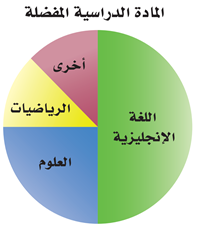 المادة الدراسية المفضلة
أخرى
الرياضيات
اللغة
الإنجليزية
العلوم